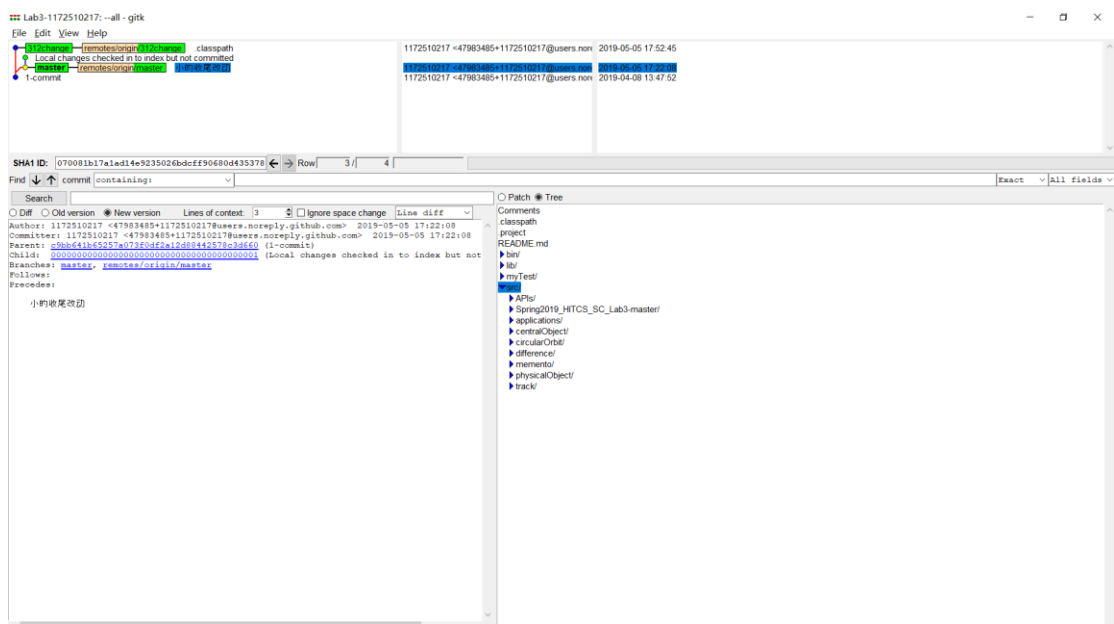 Lab3-1172510217: --all - gitk
File Edit View Help
312change remotes/origin/312change .classpath 1172510217 <47983485+1172510217@users.nore 2019-05-05 17:52:45
Local changes checked in to index but not committed
master remotes/origin/master 小的收尾改动 1172510217 <47983485+1172510217@users.nore 2019-05-05 17:22:08
1-commit 1172510217 <47983485+1172510217@users.nore 2019-04-08 13:47:52
SHA1 ID: 070081b17a1ad14e9235026bdcff90680d435378 Row 3 / 4
Find commit containing: Exact All fields
Search
Patch Tree
Diff Old version New version Lines of context: 3 Ignore space change Line diff
Author: 1172510217 <47983485+1172510217@users.noreply.github.com> 2019-05-05 17:22:08
Committer: 1172510217 <47983485+1172510217@users.noreply.github.com> 2019-05-05 17:22:08
Parent: c9bb641b65257a073f0df2a12d88442578c3d660 (1-commit)
Child: 0000000000000000000000000000000000000001 (Local changes checked in to index but not
Branches: master, remotes/origin/master
Follows:
Precedes:
小的收尾改动
Comments
.classpath
.project
README.md
bin/
lib/
myTest/
src/
APIs/
Spring2019_HITCS_SC_Lab3-master/
applications/
centralObject/
circularOrbit/
difference/
memento/
physicalObject/
track/